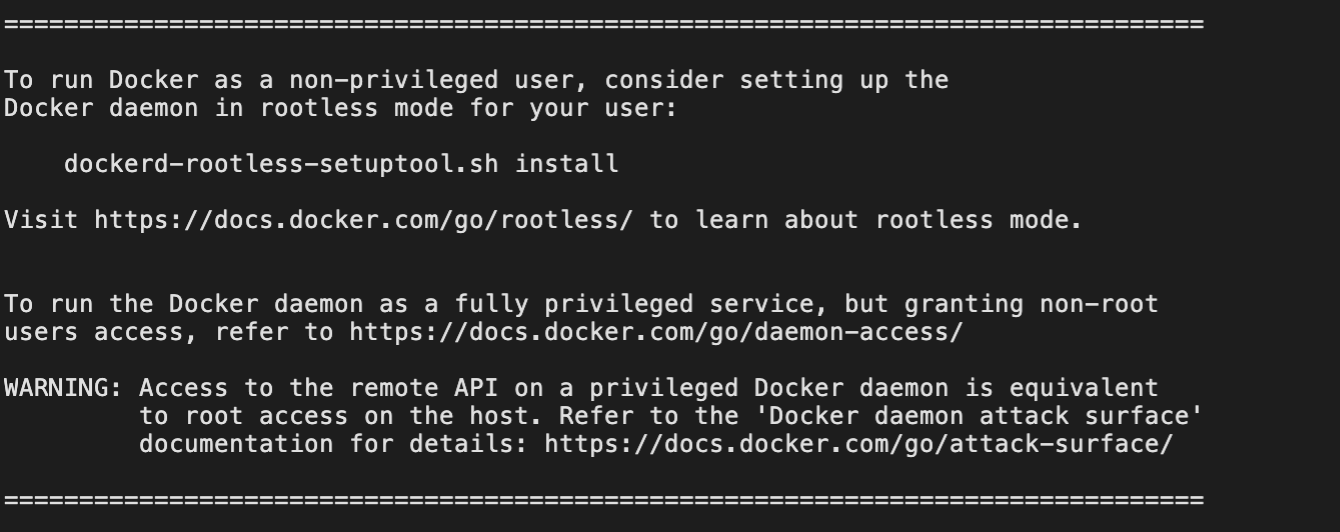 ================================================================================
To run Docker as a non-privileged user, consider setting up the
Docker daemon in rootless mode for your user:
    dockerd-rootless-setuptool.sh install
Visit https://docs.docker.com/go/rootless/ to learn about rootless mode.
To run the Docker daemon as a fully privileged service, but granting non-root
users access, refer to https://docs.docker.com/go/daemon-access/
WARNING: Access to the remote API on a privileged Docker daemon is equivalent
         to root access on the host. Refer to the 'Docker daemon attack surface'
         documentation for details: https://docs.docker.com/go/attack-surface/
================================================================================